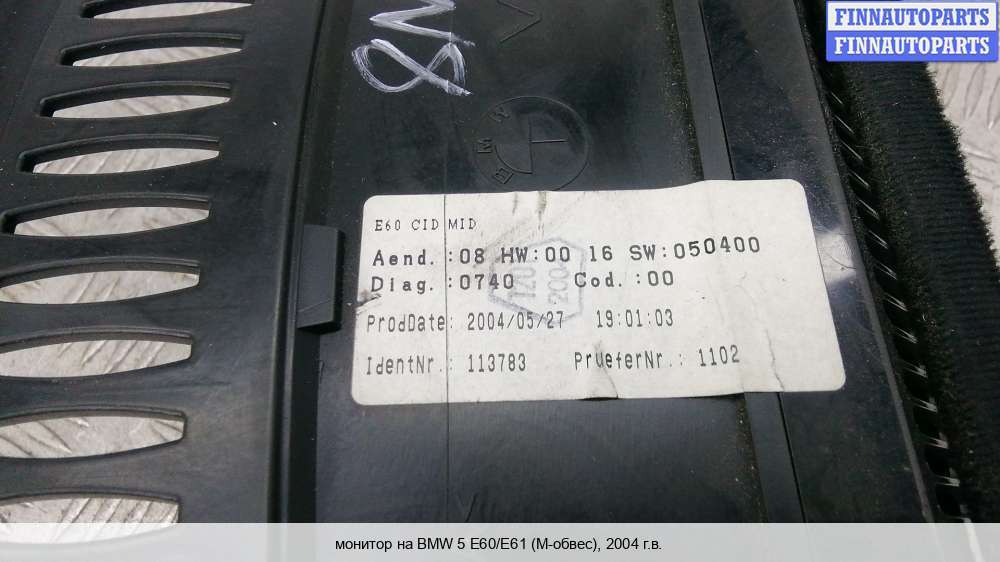 FINNAUTOPARTS
FINNAUTOPARTS
BMW
E60 CID MID
Aend.:08 HW:00 16 SW:050400
Diag.:0740 Cod.:00
ProdDate: 2004/05/27 19:01:03
IdentNr.: 113783 PrueferNr.: 1102
монитор на BMW 5 E60/E61 (М-обвес), 2004 г.в.